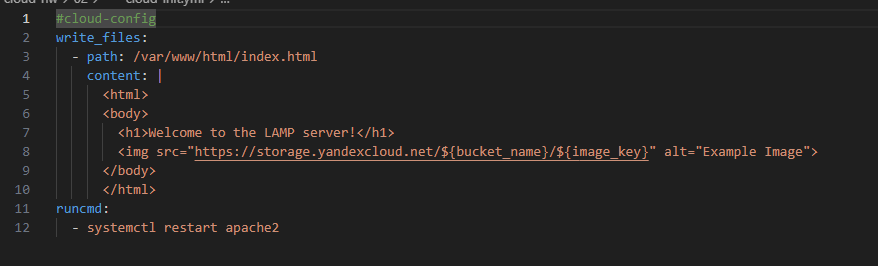 1 #cloud-config
2 write_files:
3   - path: /var/www/html/index.html
4     content: |
5       <html>
6       <body>
7         <h1>Welcome to the LAMP server!</h1>
8         <img src="https://storage.yandexcloud.net/${bucket_name}/${image_key}" alt="Example Image">
9       </body>
10       </html>
11 runcmd:
12   - systemctl restart apache2